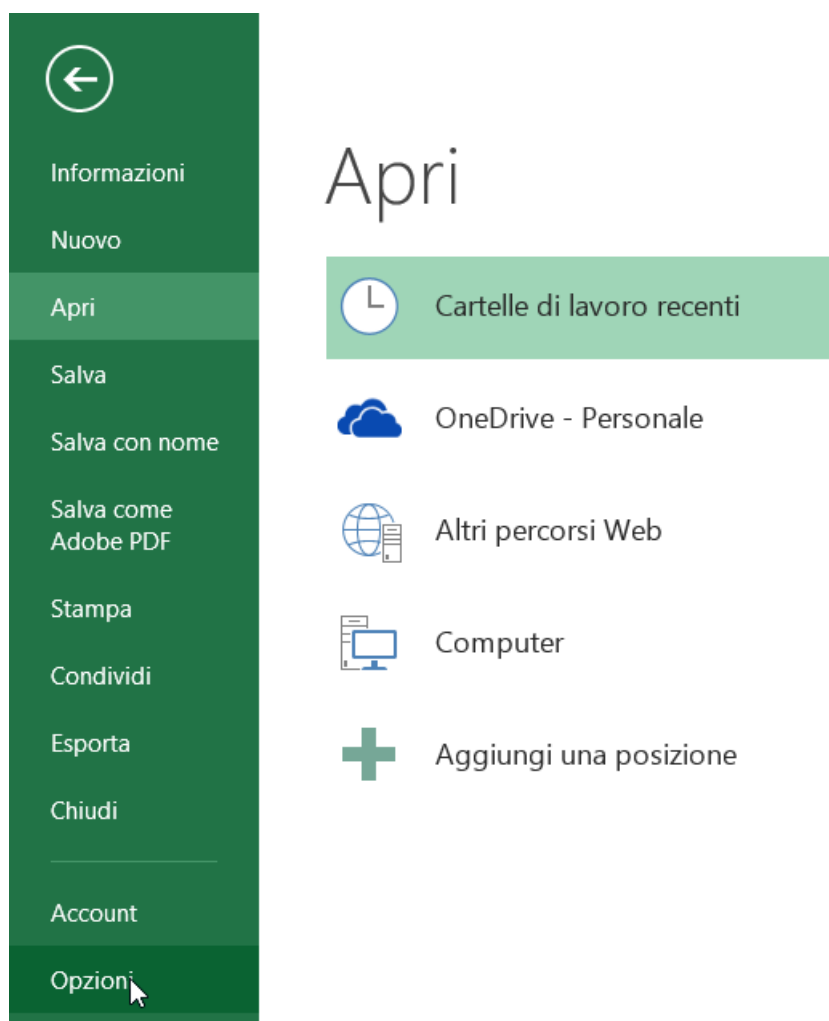 Informazioni
Nuovo
Apri
Salva
Salva con nome
Salva come
Adobe PDF
Stampa
Condividi
Esporta
Chiudi
Account
Opzioni
Apri
Cartelle di lavoro recenti
OneDrive - Personale
Altri percorsi Web
Computer
Aggiungi una posizione